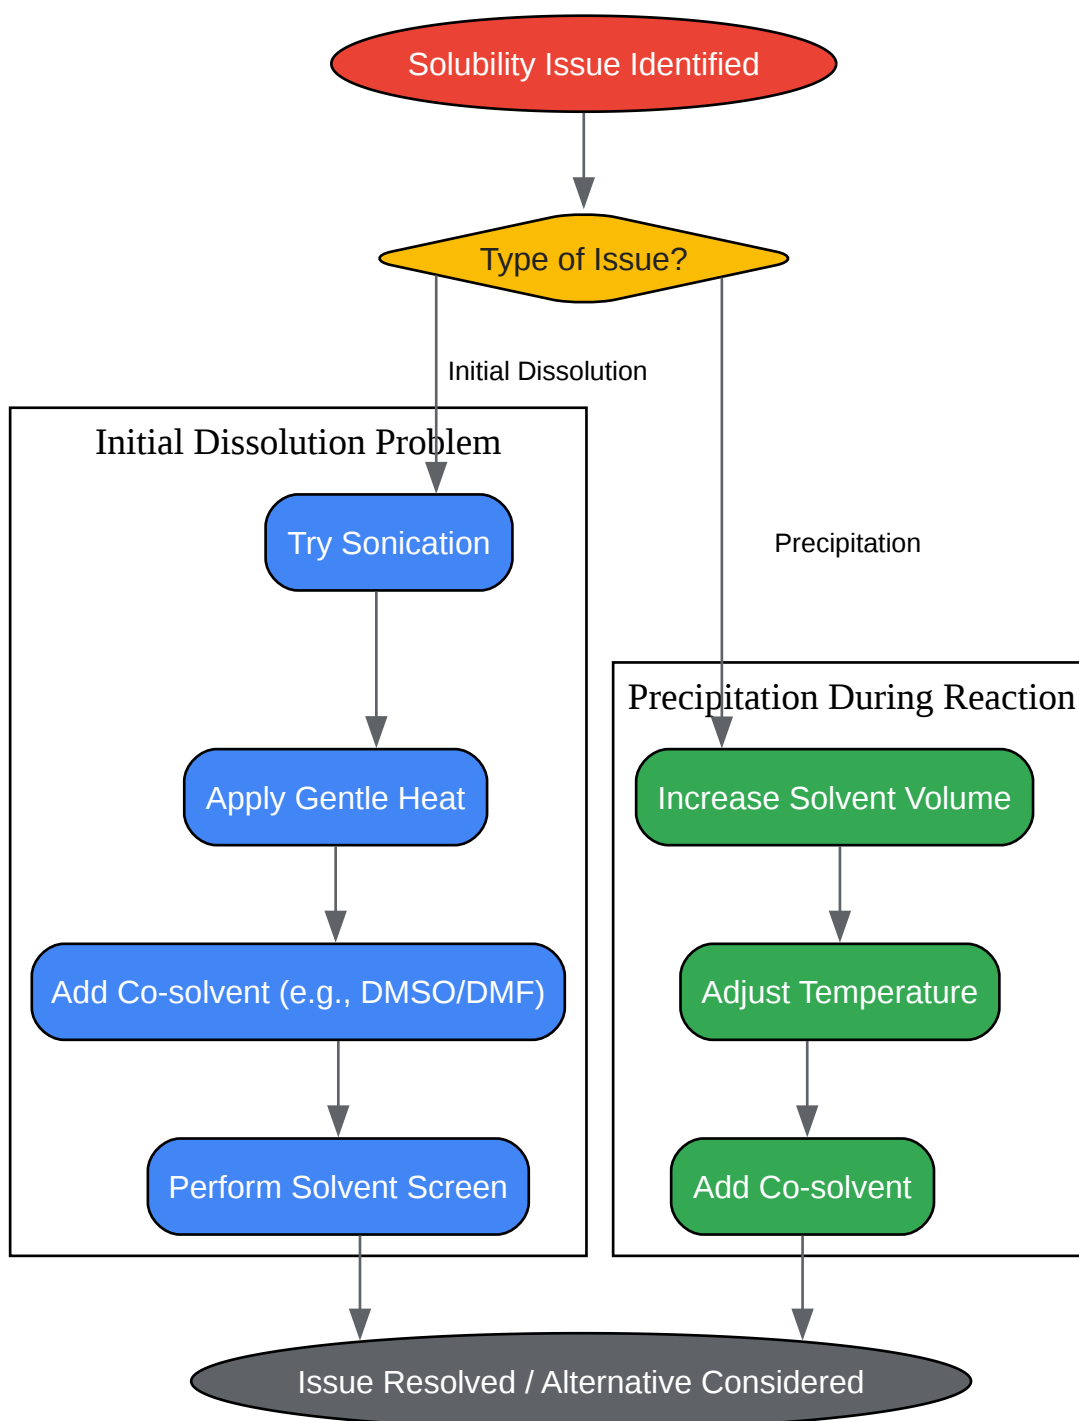 Solubility Issue Identified
Type of Issue?
Initial Dissolution
Initial Dissolution Problem
Try Sonication
Precipitation
Precipitation During Reaction
Apply Gentle Heat
Increase Solvent Volume
Add Co-solvent (e.g., DMSO/DMF)
Adjust Temperature
Perform Solvent Screen
Add Co-solvent
Issue Resolved / Alternative Considered